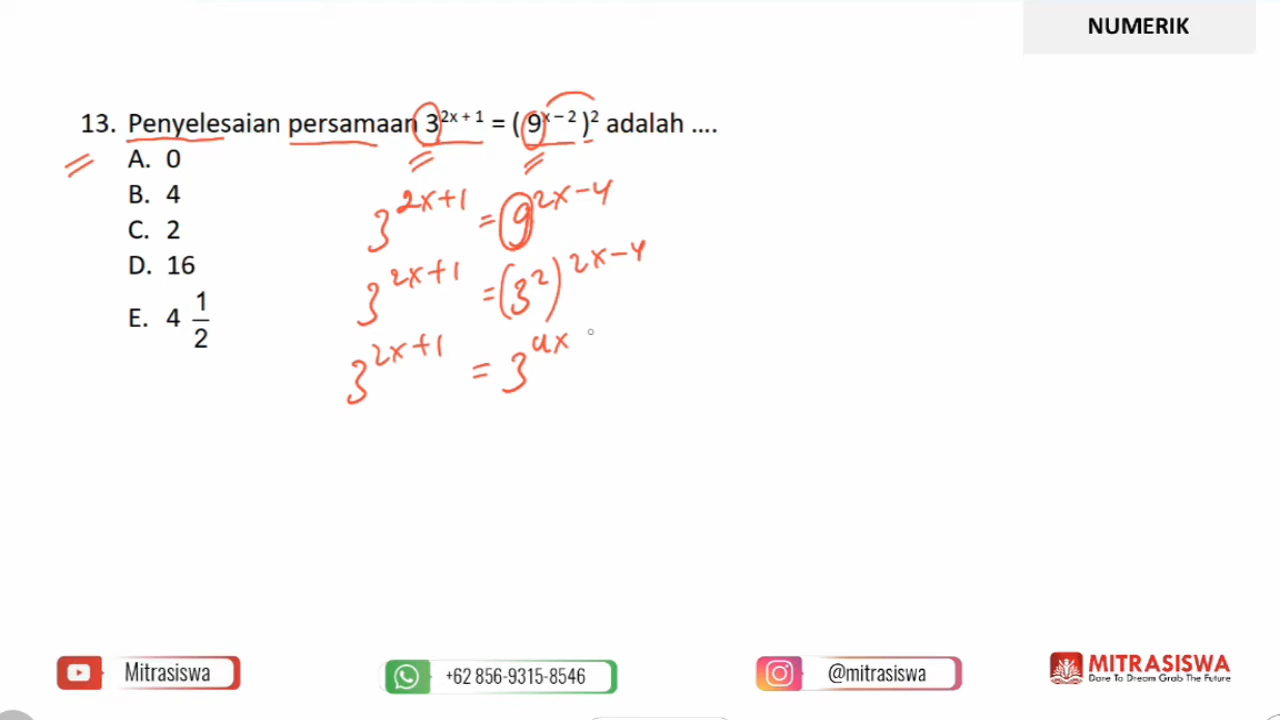 NUMERIK
13. Penyelesaian persamaan 3^(2x + 1) = ( 9^(x – 2) )^2 adalah ....
A. 0
B. 4
C. 2
D. 16
E. 4 1/2
3^(2x+1) = 9^(2x-4)
3^(2x+1) = (3^2)^(2x-4)
3^(2x+1) = 3^(4x)
Mitrasiswa
+62 856-9315-8546
@mitrasiswa
MITRASISWA
Dare To Dream Grab The Future